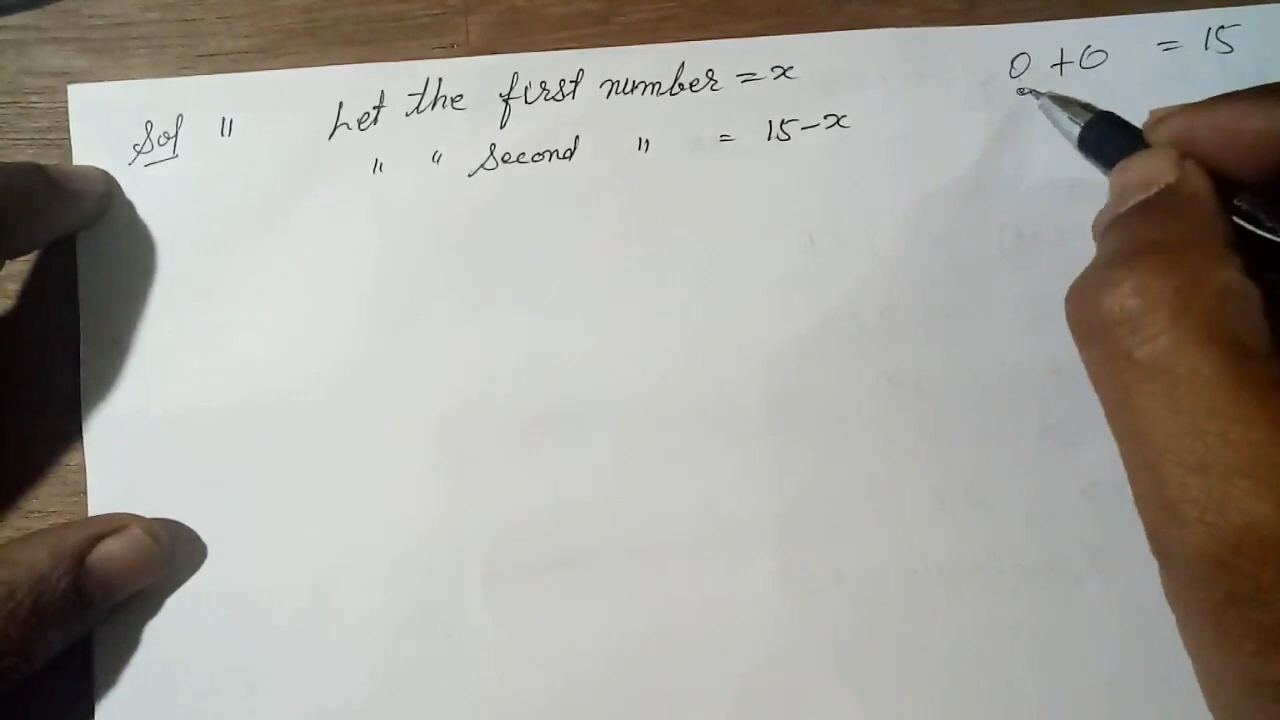 Sol " Let the first number = x
" " Second " = 15-x
0 + 0 = 15